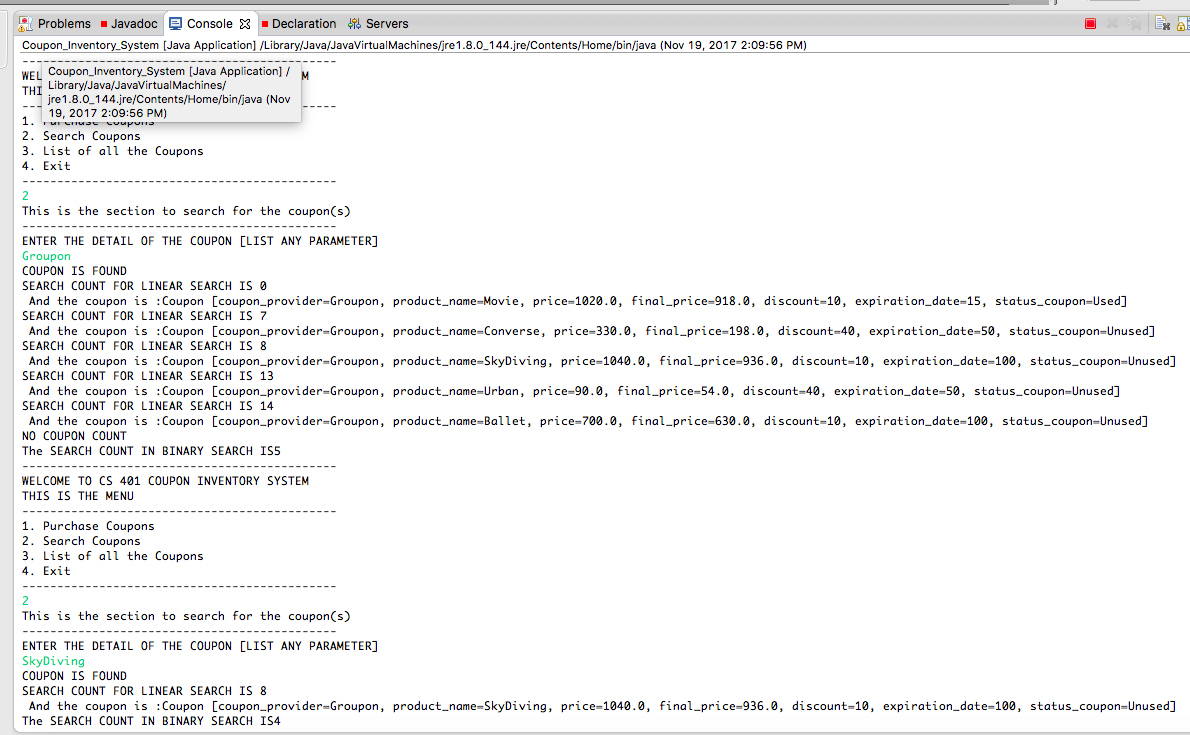 Problems Javadoc Console Declaration Servers
Coupon_Inventory_System [Java Application] /Library/Java/JavaVirtualMachines/jre1.8.0_144.jre/Contents/Home/bin/java (Nov 19, 2017 2:09:56 PM)
---------------------------------------------
Coupon_Inventory_System [Java Application] /
Library/Java/JavaVirtualMachines/
jre1.8.0_144.jre/Contents/Home/bin/java (Nov
19, 2017 2:09:56 PM)
1. Purchase Coupons
2. Search Coupons
3. List of all the Coupons
4. Exit
---------------------------------------------
2
This is the section to search for the coupon(s)
---------------------------------------------
ENTER THE DETAIL OF THE COUPON [LIST ANY PARAMETER]
Groupon
COUPON IS FOUND
SEARCH COUNT FOR LINEAR SEARCH IS 0
And the coupon is :Coupon [coupon_provider=Groupon, product_name=Movie, price=1020.0, final_price=918.0, discount=10, expiration_date=15, status_coupon=Used]
SEARCH COUNT FOR LINEAR SEARCH IS 7
And the coupon is :Coupon [coupon_provider=Groupon, product_name=Converse, price=330.0, final_price=198.0, discount=40, expiration_date=50, status_coupon=Unused]
SEARCH COUNT FOR LINEAR SEARCH IS 8
And the coupon is :Coupon [coupon_provider=Groupon, product_name=SkyDiving, price=1040.0, final_price=936.0, discount=10, expiration_date=100, status_coupon=Unused]
SEARCH COUNT FOR LINEAR SEARCH IS 13
And the coupon is :Coupon [coupon_provider=Groupon, product_name=Urban, price=90.0, final_price=54.0, discount=40, expiration_date=50, status_coupon=Unused]
SEARCH COUNT FOR LINEAR SEARCH IS 14
And the coupon is :Coupon [coupon_provider=Groupon, product_name=Ballet, price=700.0, final_price=630.0, discount=10, expiration_date=100, status_coupon=Unused]
NO COUPON COUNT
The SEARCH COUNT IN BINARY SEARCH IS5
---------------------------------------------
WELCOME TO CS 401 COUPON INVENTORY SYSTEM
THIS IS THE MENU
---------------------------------------------
1. Purchase Coupons
2. Search Coupons
3. List of all the Coupons
4. Exit
---------------------------------------------
2
This is the section to search for the coupon(s)
---------------------------------------------
ENTER THE DETAIL OF THE COUPON [LIST ANY PARAMETER]
SkyDiving
COUPON IS FOUND
SEARCH COUNT FOR LINEAR SEARCH IS 8
And the coupon is :Coupon [coupon_provider=Groupon, product_name=SkyDiving, price=1040.0, final_price=936.0, discount=10, expiration_date=100, status_coupon=Unused]
The SEARCH COUNT IN BINARY SEARCH IS4